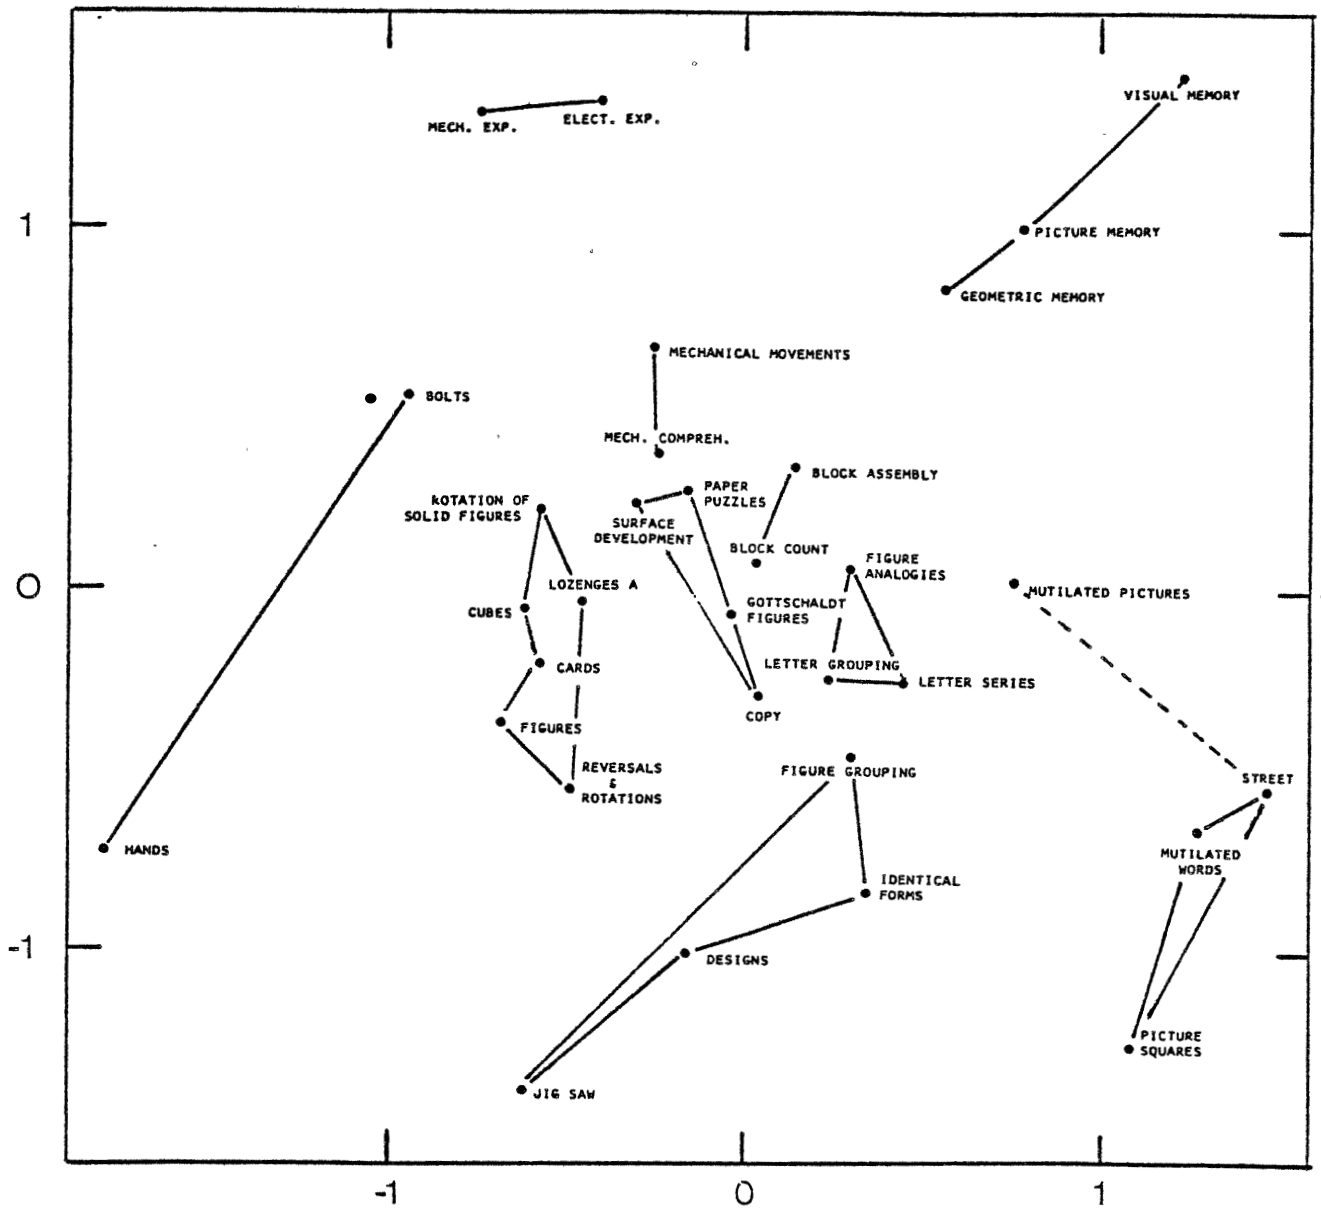 VISUAL MEMORY
MECH. EXP.
ELECT. EXP.
1
PICTURE MEMORY
GEOMETRIC MEMORY
MECHANICAL MOVEMENTS
BOLTS
MECH. COMPREH.
BLOCK ASSEMBLY
PAPER
PUZZLES
ROTATION OF
SOLID FIGURES
SURFACE
DEVELOPMENT
BLOCK COUNT
FIGURE
ANALOGIES
0
LOZENGES A
MUTILATED PICTURES
CUBES
GOTTSCHALDT
FIGURES
CARDS
LETTER GROUPING
LETTER SERIES
COPY
FIGURES
REVERSALS
&
ROTATIONS
FIGURE GROUPING
STREET
HANDS
MUTILATED
WORDS
IDENTICAL
FORMS
-1
DESIGNS
PICTURE
SQUARES
JIG SAW
-1
0
1